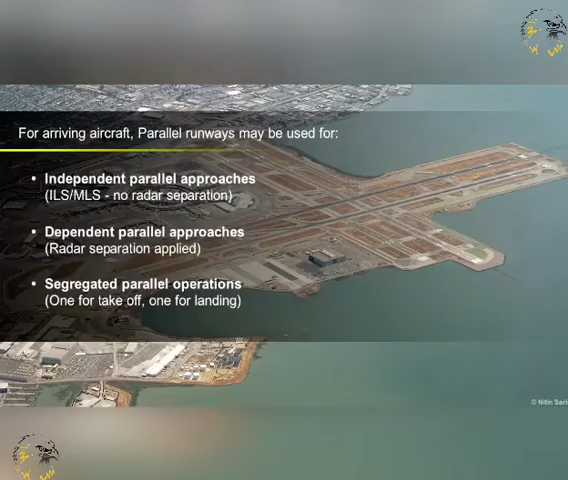 For arriving aircraft, Parallel runways may be used for:
• Independent parallel approaches
(ILS/MLS - no radar separation)
• Dependent parallel approaches
(Radar separation applied)
• Segregated parallel operations
(One for take off, one for landing)
© Nitin Sari